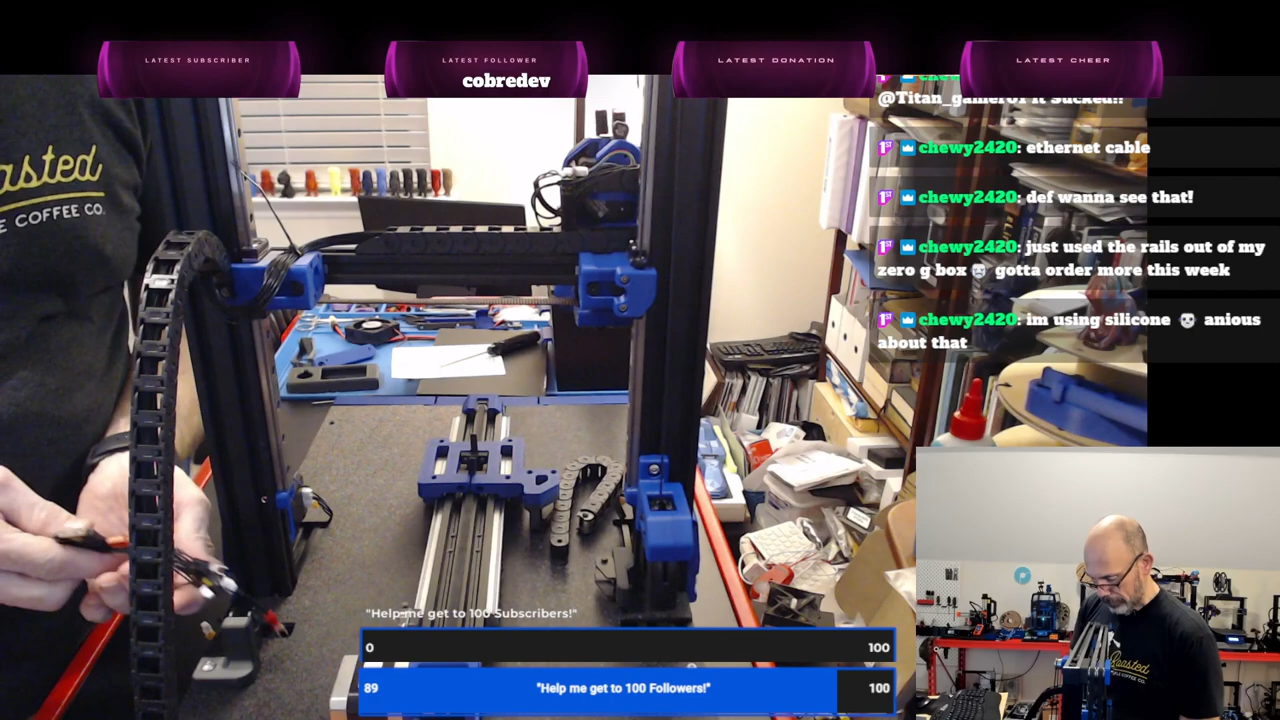 LATEST SUBSCRIBER
LATEST FOLLOWER
cobredev
LATEST DONATION
LATEST CHEER
chewy2420: ethernet cable
chewy2420: def wanna see that!
chewy2420: just used the rails out of my
zero g box gotta order more this week
chewy2420: im using silicone anious
about that
asted
E COFFEE CO.
"Help me get to 100 Subscribers!"
0 100
89 "Help me get to 100 Followers!" 100
Roasted
COFFEE CO.